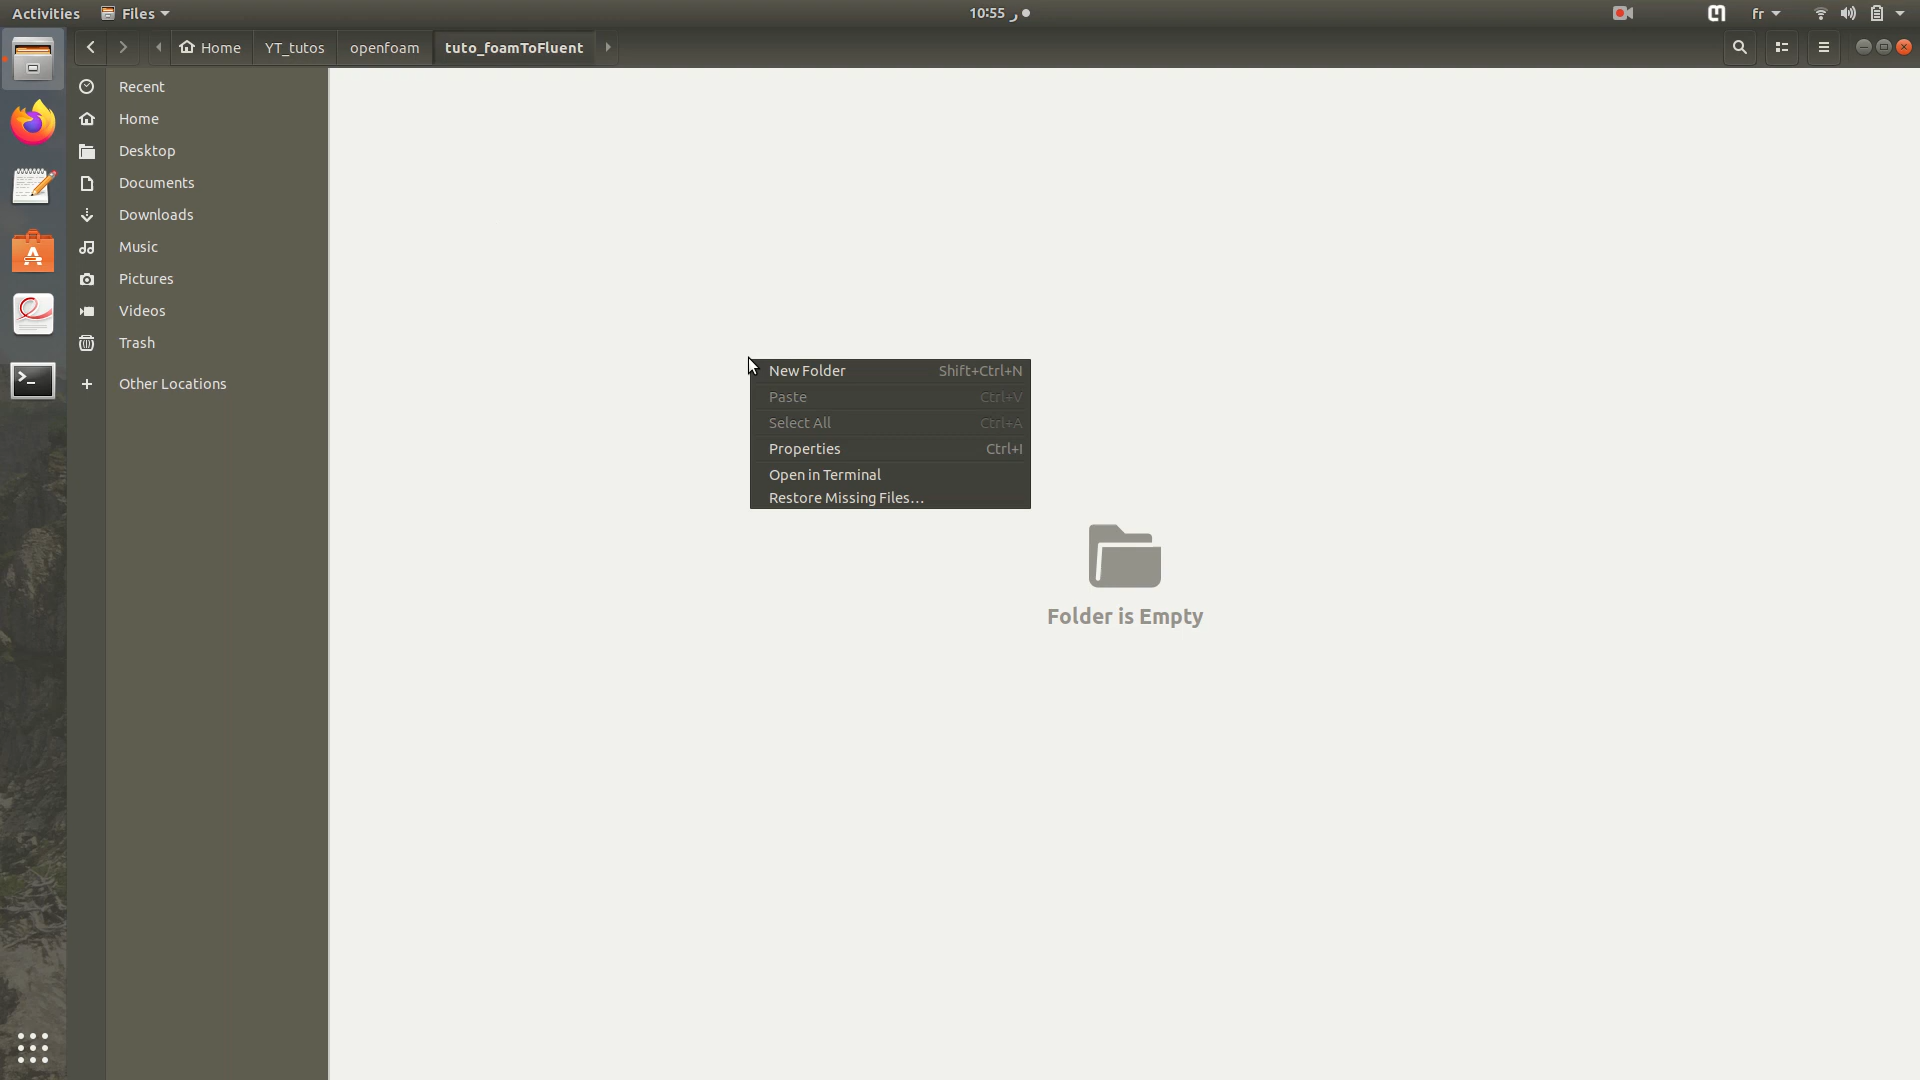 Activities Files 10:55 ر fr
Home YT_tutos openfoam tuto_foamToFluent
Recent
Home
Desktop
Documents
Downloads
Music
Pictures
Videos
Trash
Other Locations
New Folder Shift+Ctrl+N
Paste Ctrl+V
Select All Ctrl+A
Properties Ctrl+I
Open in Terminal
Restore Missing Files...
Folder is Empty